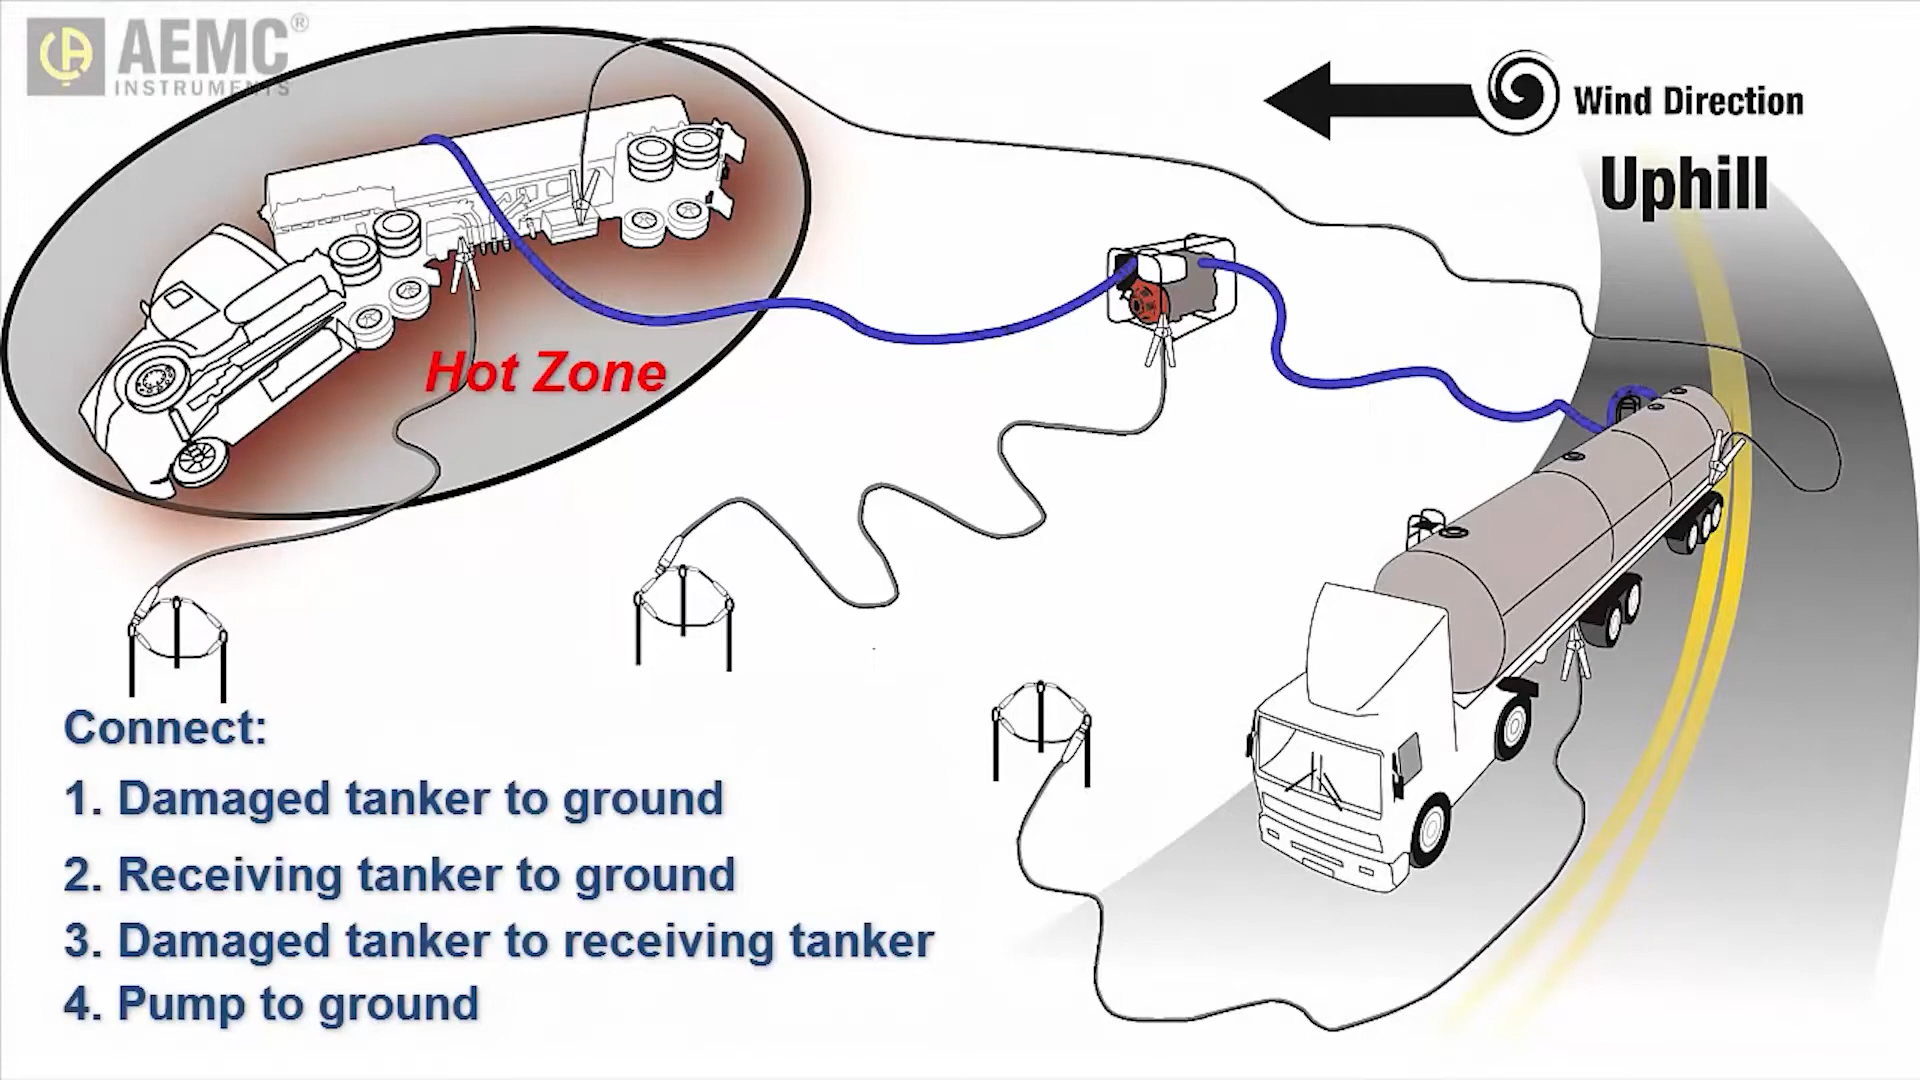 AEMC®
INSTRUMENTS
Wind Direction
Uphill
Hot Zone
Connect:
1. Damaged tanker to ground
2. Receiving tanker to ground
3. Damaged tanker to receiving tanker
4. Pump to ground